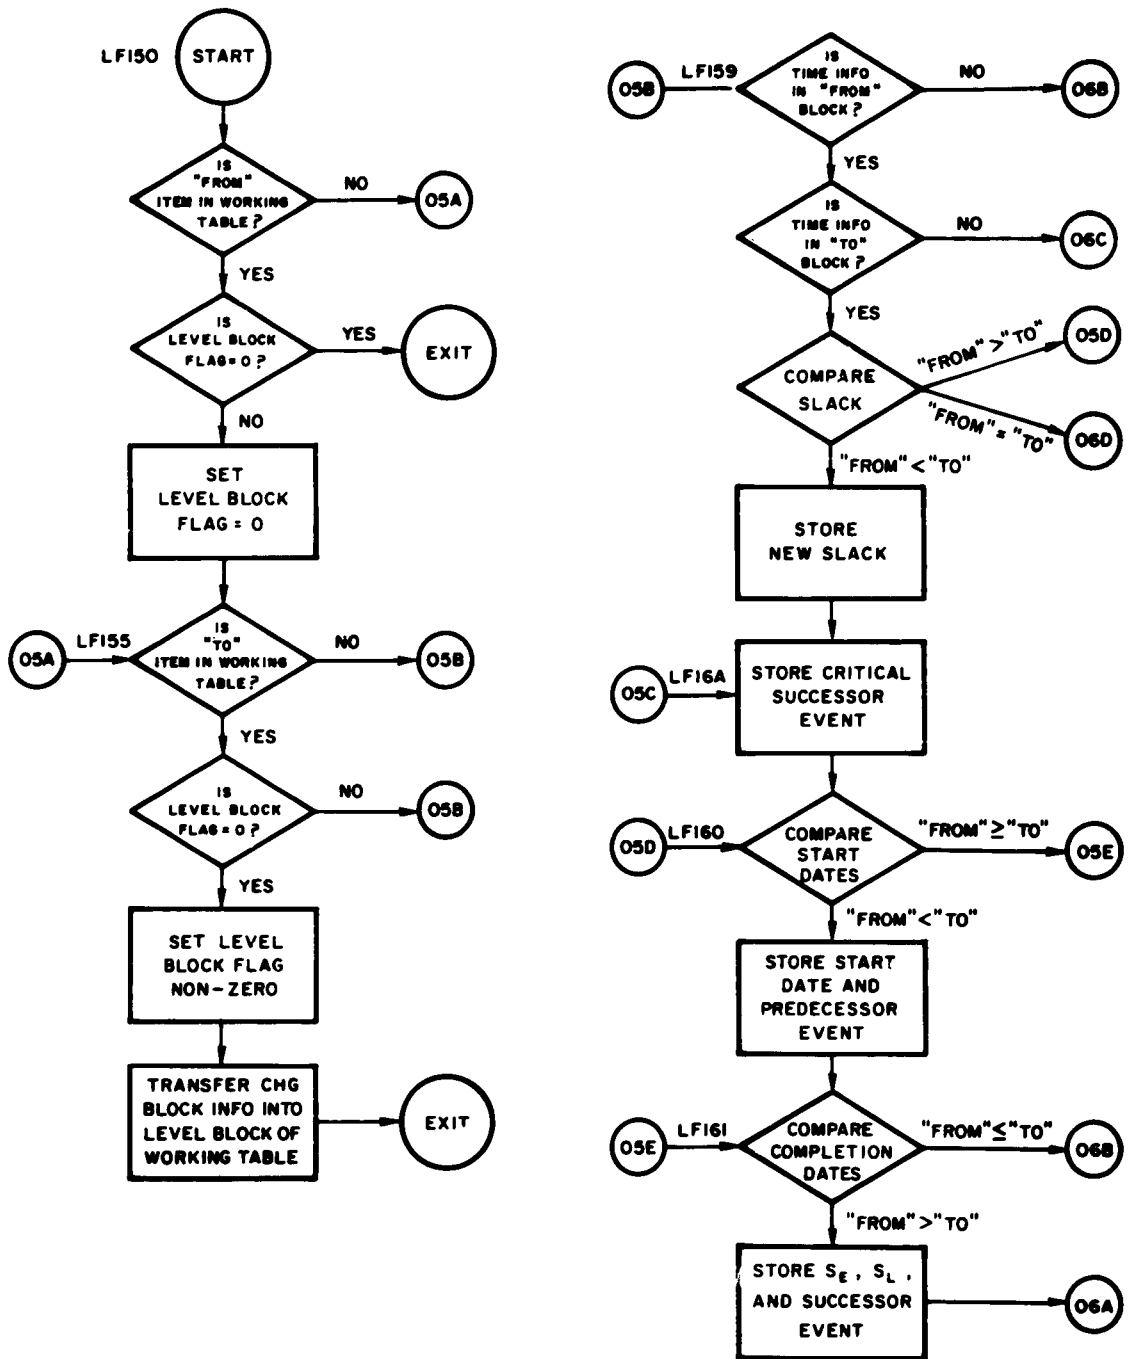 LF150
START
IS
"FROM"
ITEM IN WORKING
TABLE?
NO
05A
YES
IS
LEVEL BLOCK
FLAG=0?
YES
EXIT
NO
SET
LEVEL BLOCK
FLAG = 0
05A
LF155
IS
"TO"
ITEM IN WORKING
TABLE?
NO
05B
YES
IS
LEVEL BLOCK
FLAG=0?
NO
05B
YES
SET LEVEL
BLOCK FLAG
NON-ZERO
TRANSFER CHG
BLOCK INFO INTO
LEVEL BLOCK OF
WORKING TABLE
EXIT
05B
LF159
IS
TIME INFO
IN "FROM"
BLOCK?
NO
06B
YES
IS
TIME INFO
IN "TO"
BLOCK?
NO
06C
YES
COMPARE
SLACK
"FROM" > "TO"
05D
"FROM" = "TO"
06D
"FROM" < "TO"
STORE
NEW SLACK
05C
LF16A
STORE CRITICAL
SUCCESSOR
EVENT
05D
LF160
COMPARE
START
DATES
"FROM" ≥ "TO"
05E
"FROM" < "TO"
STORE START
DATE AND
PREDECESSOR
EVENT
05E
LF161
COMPARE
COMPLETION
DATES
"FROM" ≤ "TO"
06B
"FROM" > "TO"
STORE SE, SL,
AND SUCCESSOR
EVENT
06A